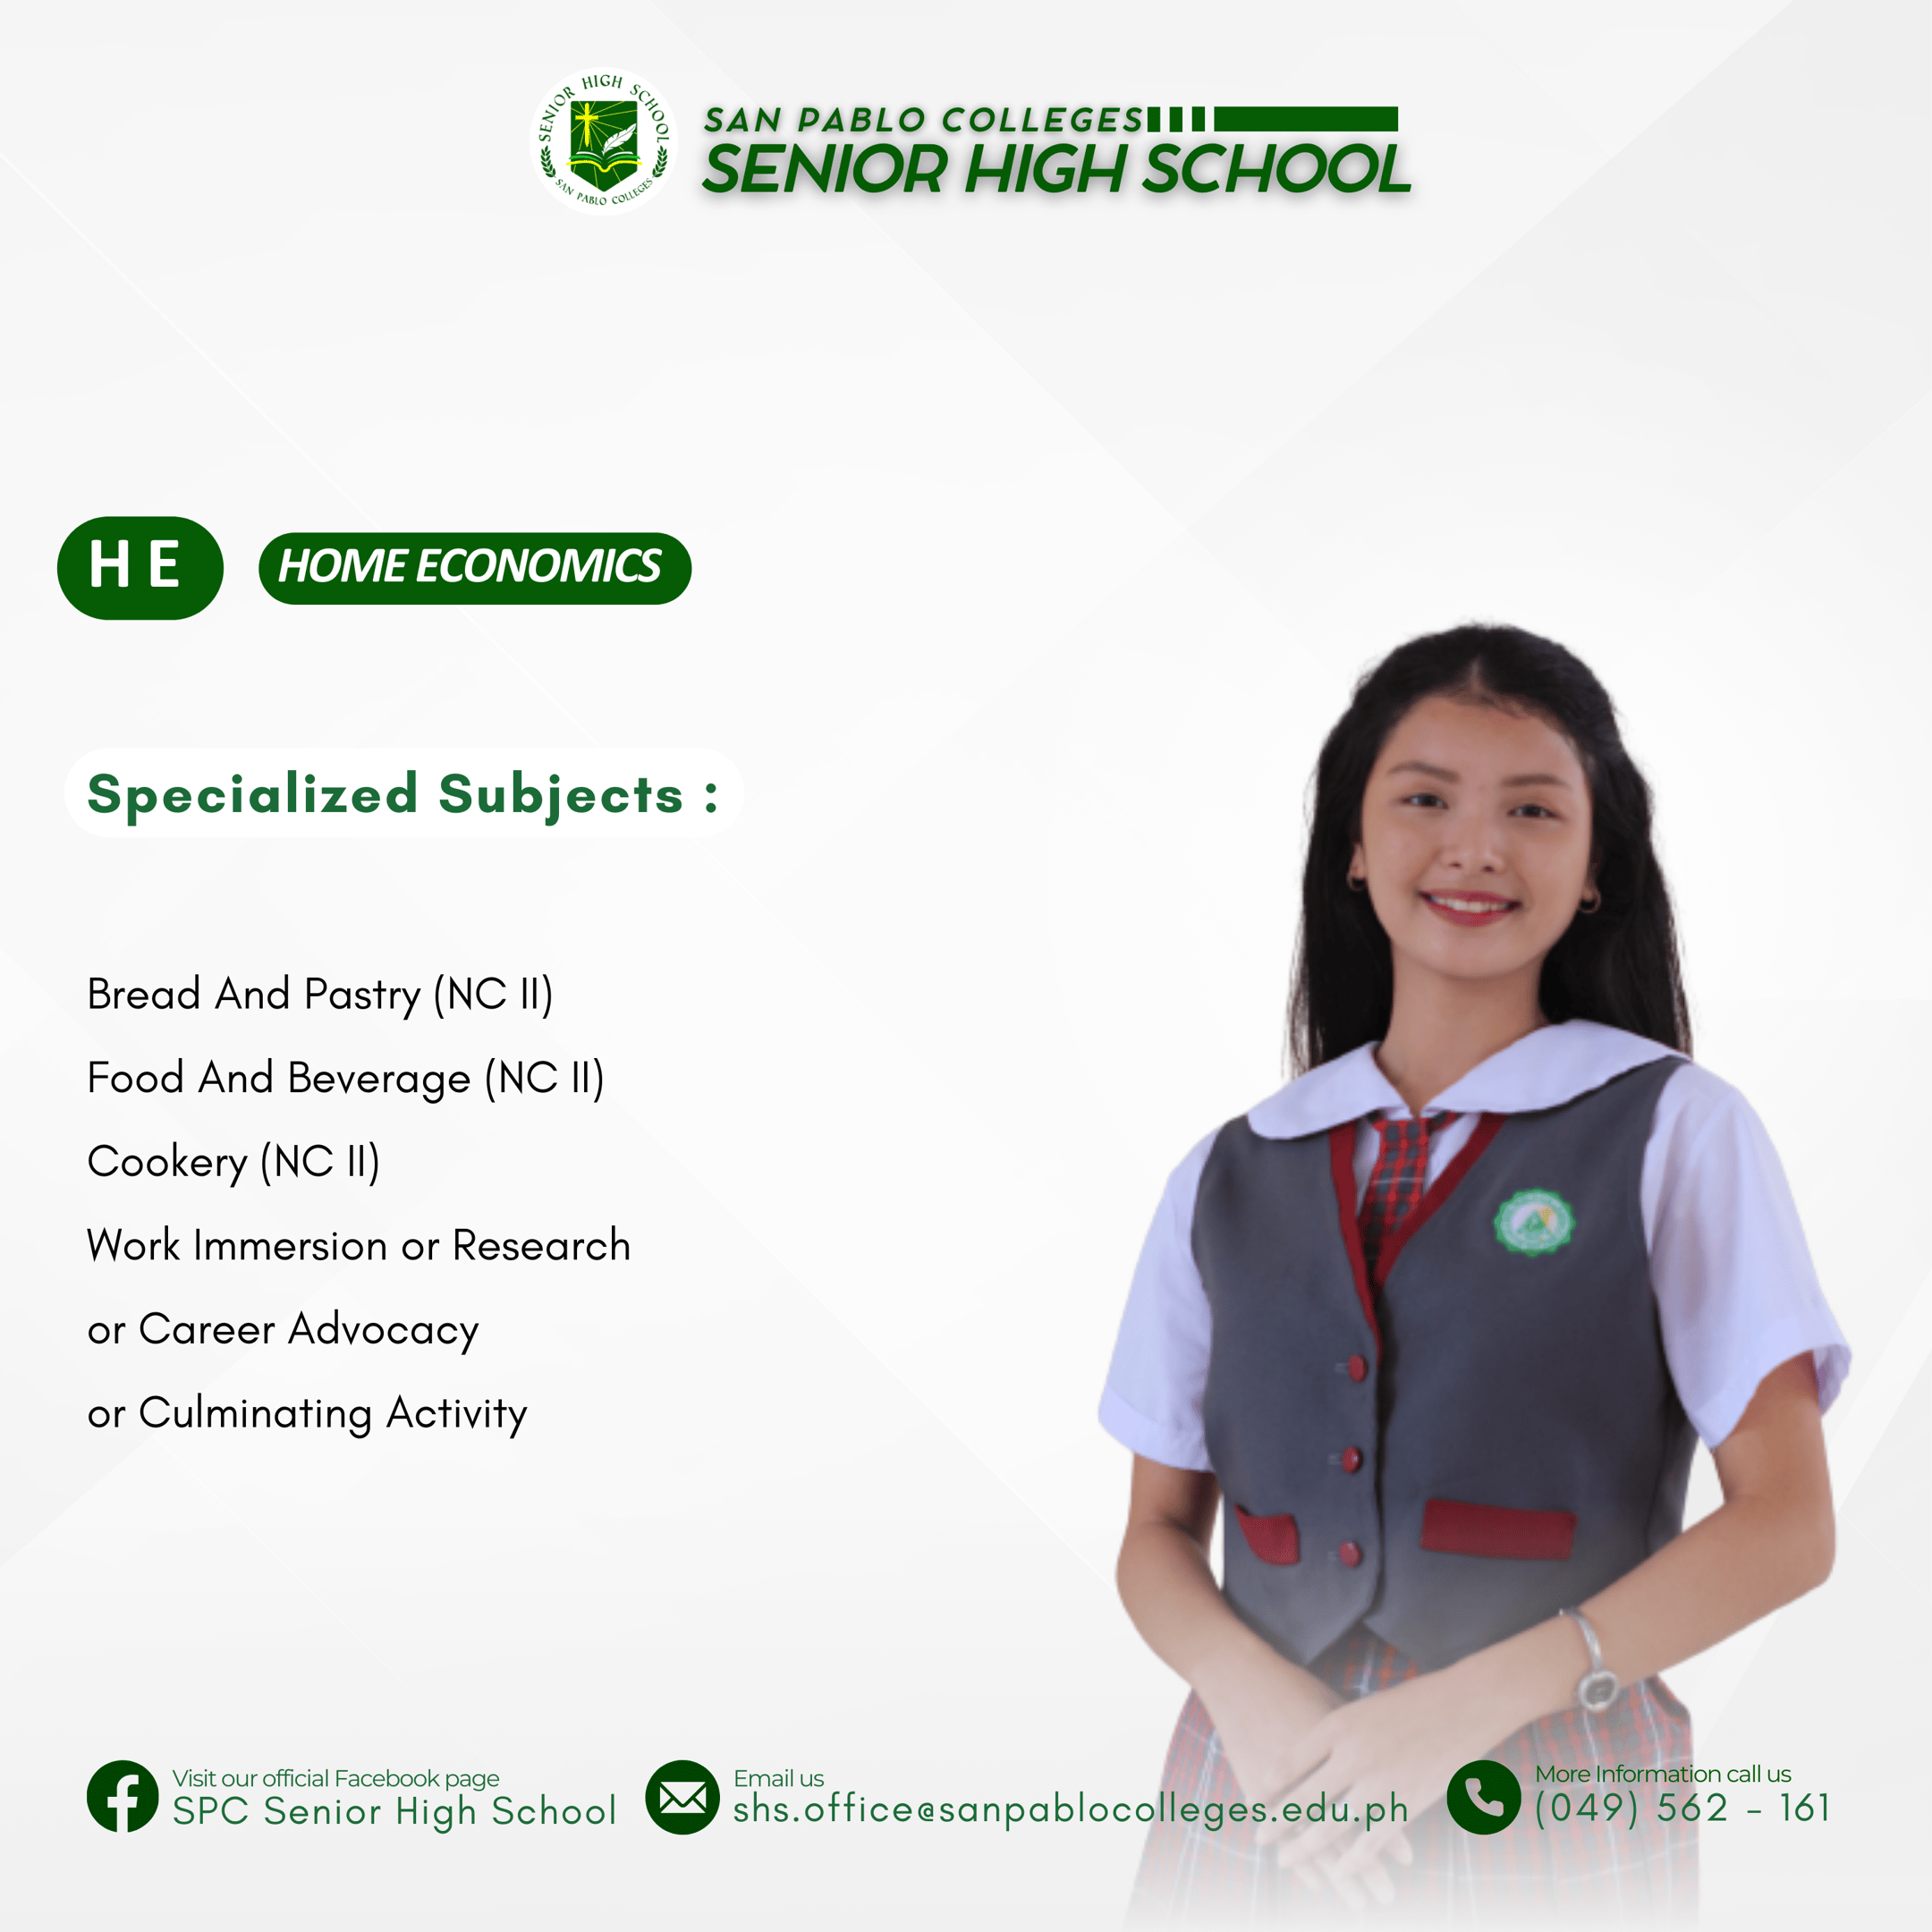 SENIOR HIGH SCHOOL
SAN PABLO COLLEGES
SAN PABLO COLLEGES
SENIOR HIGH SCHOOL
H E
HOME ECONOMICS
Specialized Subjects :
Bread And Pastry (NC II)
Food And Beverage (NC II)
Cookery (NC II)
Work Immersion or Research
or Career Advocacy
or Culminating Activity
Visit our official Facebook page
SPC Senior High School
Email us
shs.office@sanpablocolleges.edu.ph
More Information call us
(049) 562 - 161